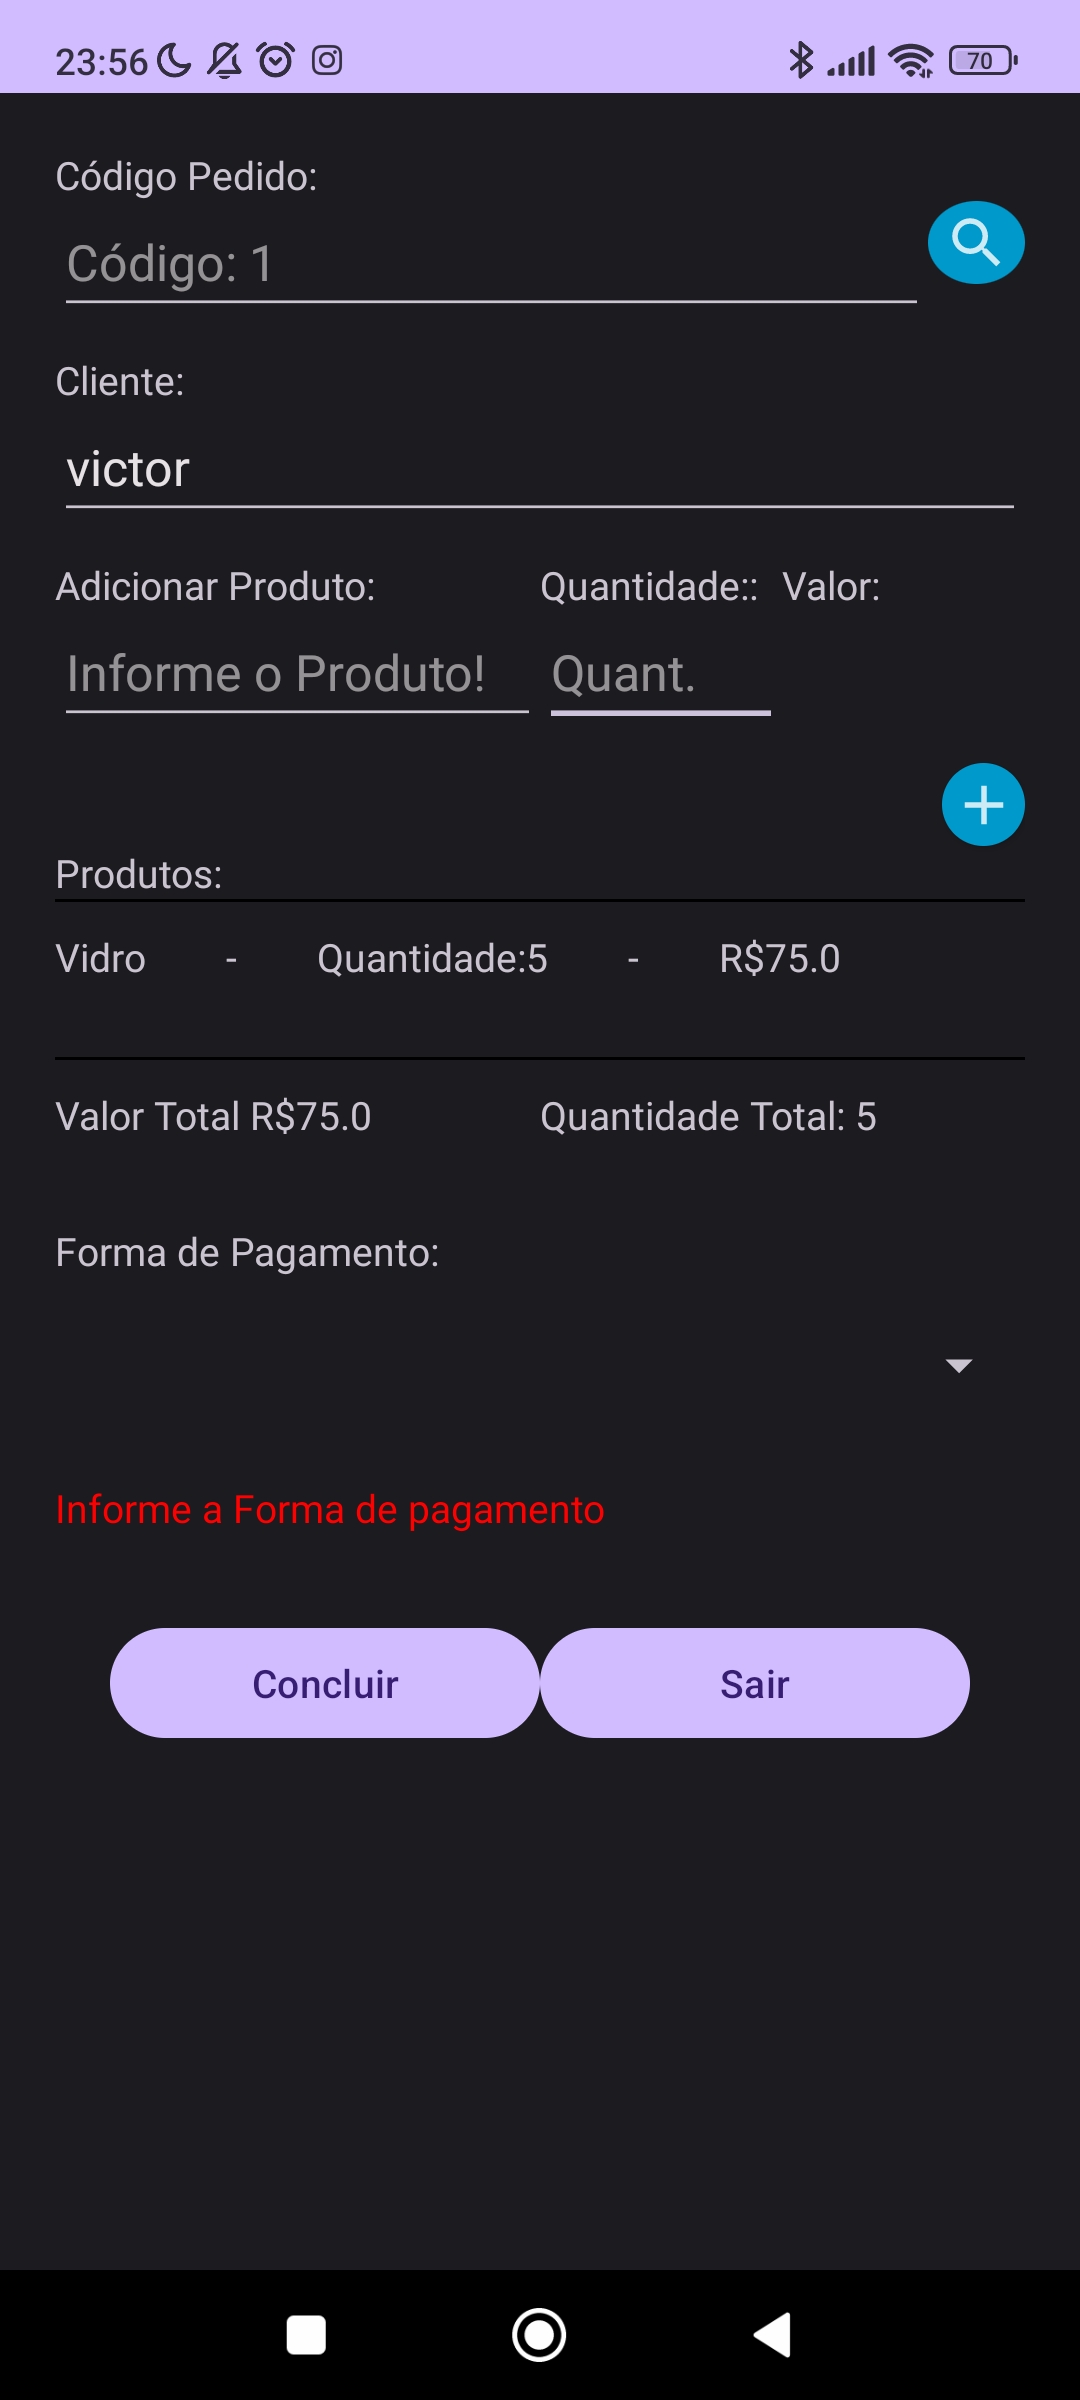 23:56 70
Código Pedido:
Código: 1
Cliente:
victor
Adicionar Produto: Quantidade:: Valor:
Informe o Produto! Quant.
Produtos:
Vidro - Quantidade:5 - R$75.0
Valor Total R$75.0 Quantidade Total: 5
Forma de Pagamento:
Informe a Forma de pagamento
Concluir Sair